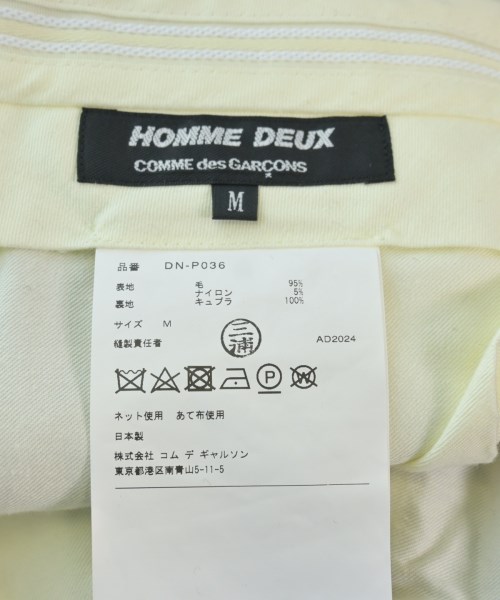 HOMME DEUX
COMME des GARÇONS
M
品番 DN-P036
表地 毛 95%
ナイロン 5%
裏地 キュプラ 100%
サイズ M
縫製責任者 三浦 AD2024
P W
ネット使用 あて布使用
日本製
株式会社 コム デ ギャルソン
東京都港区南青山5-11-5